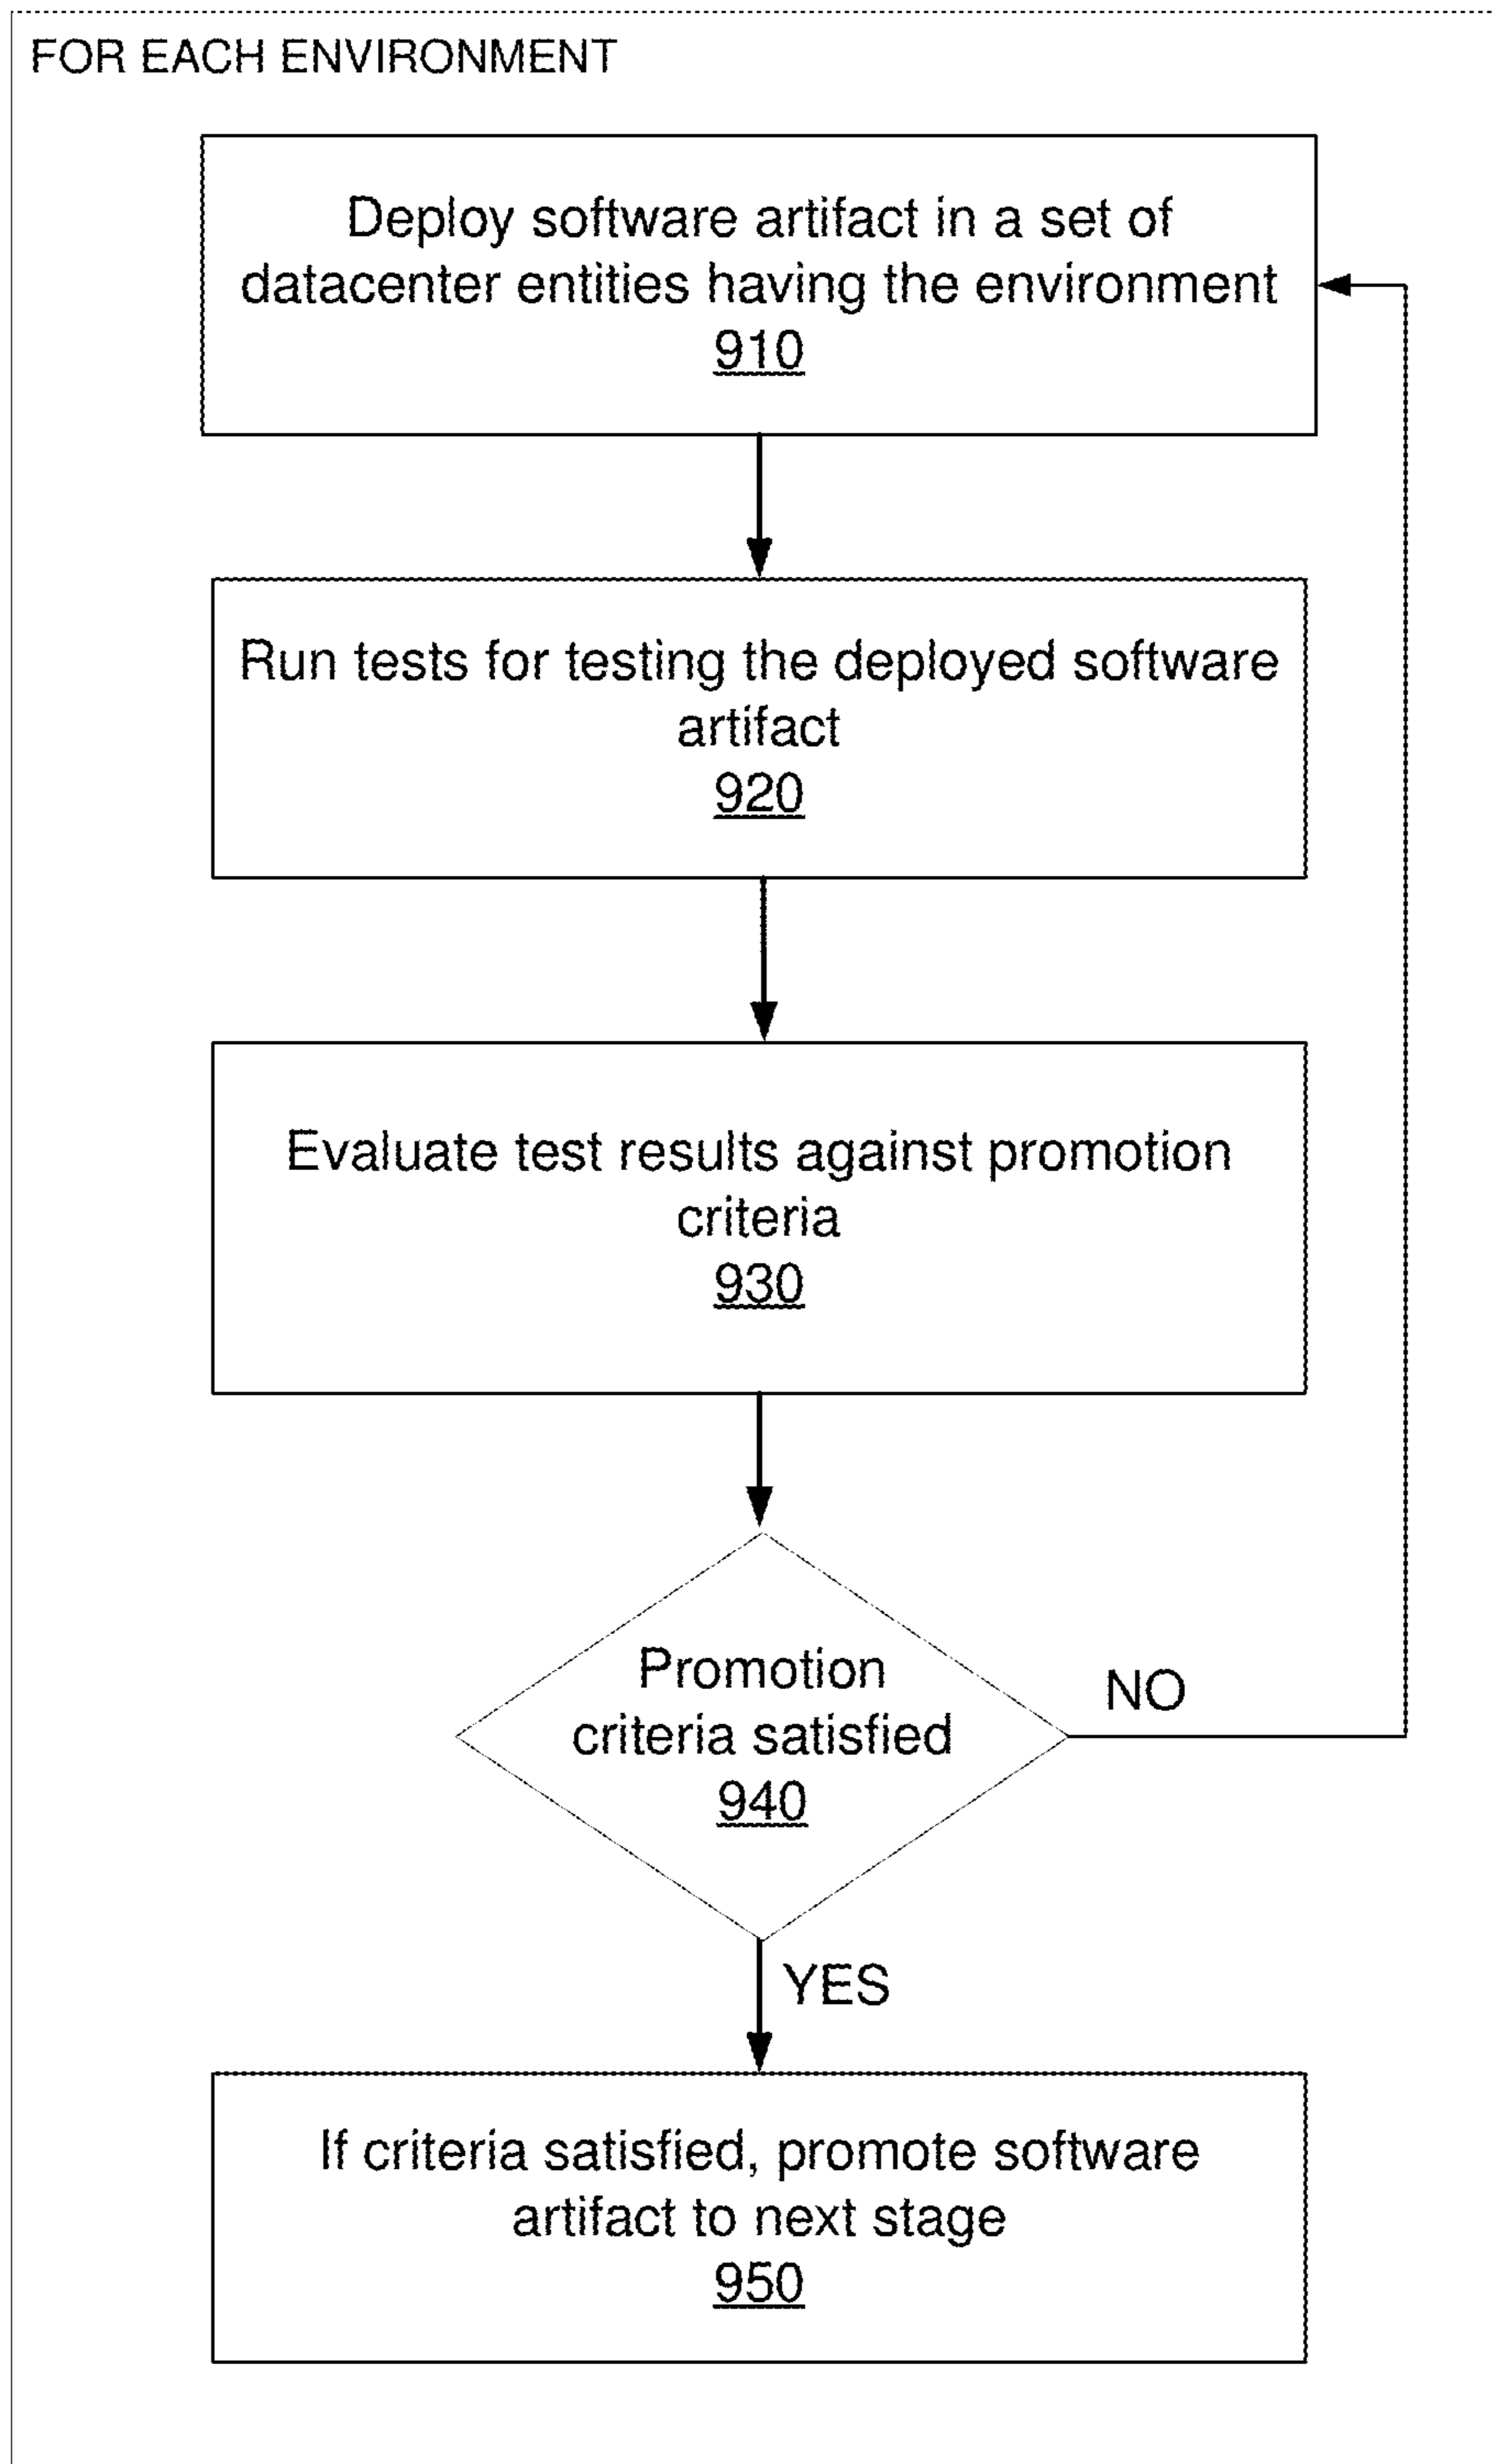 FOR EACH ENVIRONMENT
Deploy software artifact in a set of
datacenter entities having the environment
910
Run tests for testing the deployed software
artifact
920
Evaluate test results against promotion
criteria
930
Promotion
criteria satisfied
940
NO
YES
If criteria satisfied, promote software
artifact to next stage
950